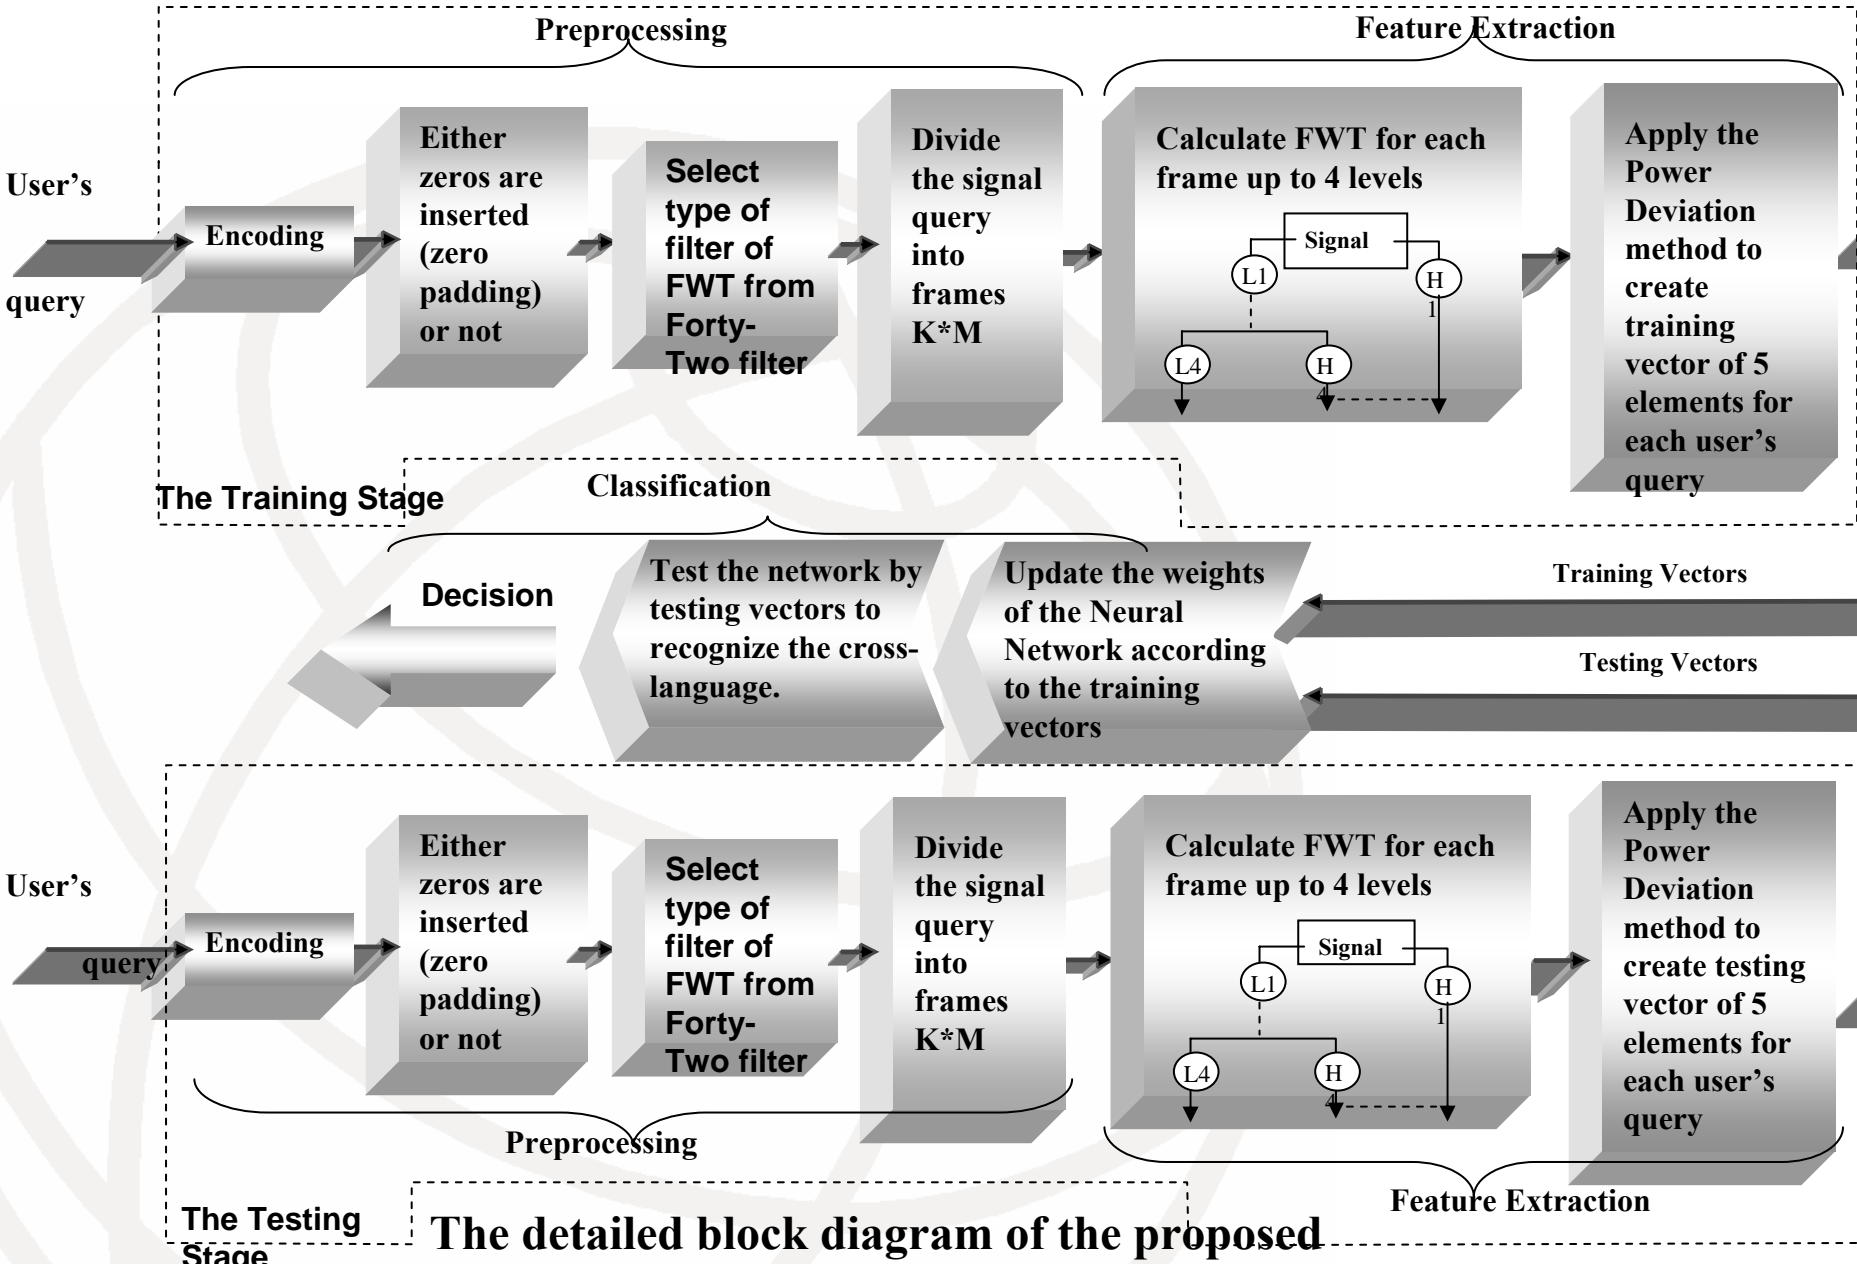 Preprocessing
Feature Extraction
User’s
query
Encoding
Either
zeros are
inserted
(zero
padding)
or not
Select
type of
filter of
FWT from
Forty-
Two filter
Divide
the signal
query
into
frames
K*M
Calculate FWT for each
frame up to 4 levels
Signal
L1
H
1
L4
H
4
Apply the
Power
Deviation
method to
create
training
vector of 5
elements for
each user’s
query
The Training Stage
Classification
Decision
Test the network by
testing vectors to
recognize the cross-
language.
Update the weights
of the Neural
Network according
to the training
vectors
Training Vectors
Testing Vectors
User’s
query
Encoding
Either
zeros are
inserted
(zero
padding)
or not
Select
type of
filter of
FWT from
Forty-
Two filter
Divide
the signal
query
into
frames
K*M
Calculate FWT for each
frame up to 4 levels
Signal
L1
H
1
L4
H
4
Apply the
Power
Deviation
method to
create testing
vector of 5
elements for
each user’s
query
Preprocessing
Feature Extraction
The Testing
Stage
The detailed block diagram of the proposed